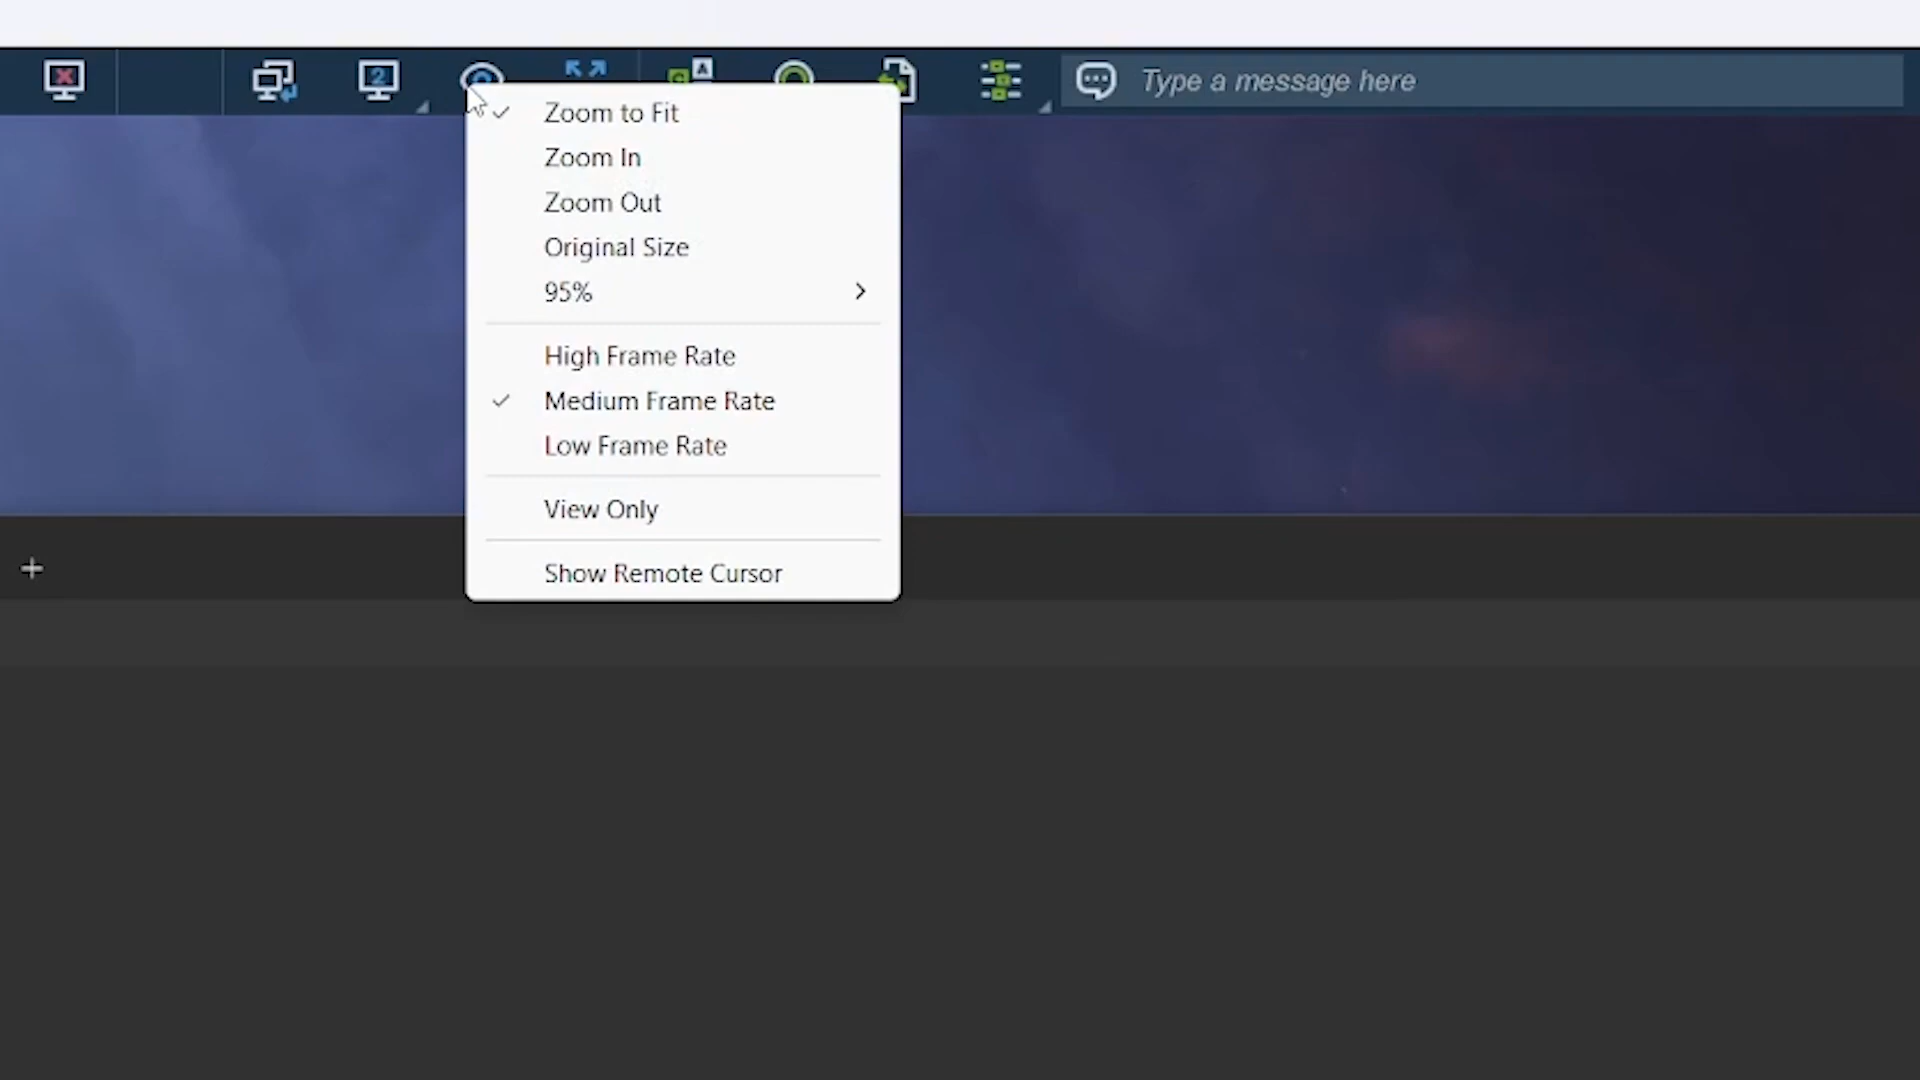 2
A
Type a message here
Zoom to Fit
Zoom In
Zoom Out
Original Size
95%
High Frame Rate
Medium Frame Rate
Low Frame Rate
View Only
Show Remote Cursor